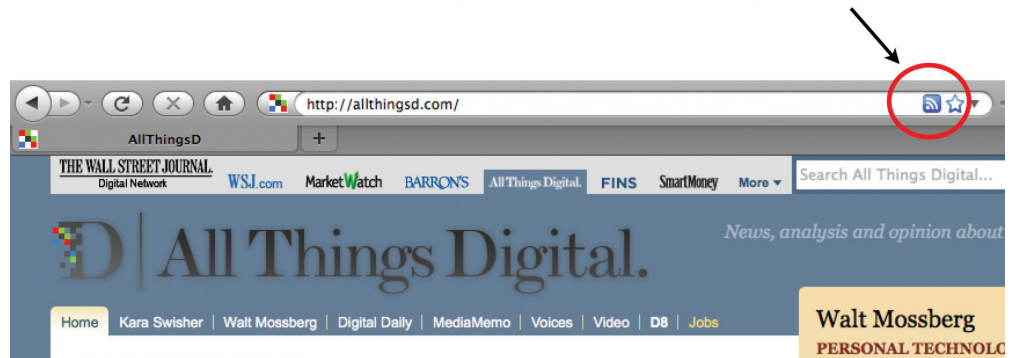 http://allthingsd.com/
AllThingsD +
THE WALL STREET JOURNAL.
Digital Network
WSJ.com MarketWatch BARRON'S All Things Digital. FINS SmartMoney More
Search All Things Digital...
D All Things Digital.
News, analysis and opinion about
Home Kara Swisher | Walt Mossberg | Digital Daily | MediaMemo | Voices | Video | D8 | Jobs
Walt Mossberg
PERSONAL TECHNOLO